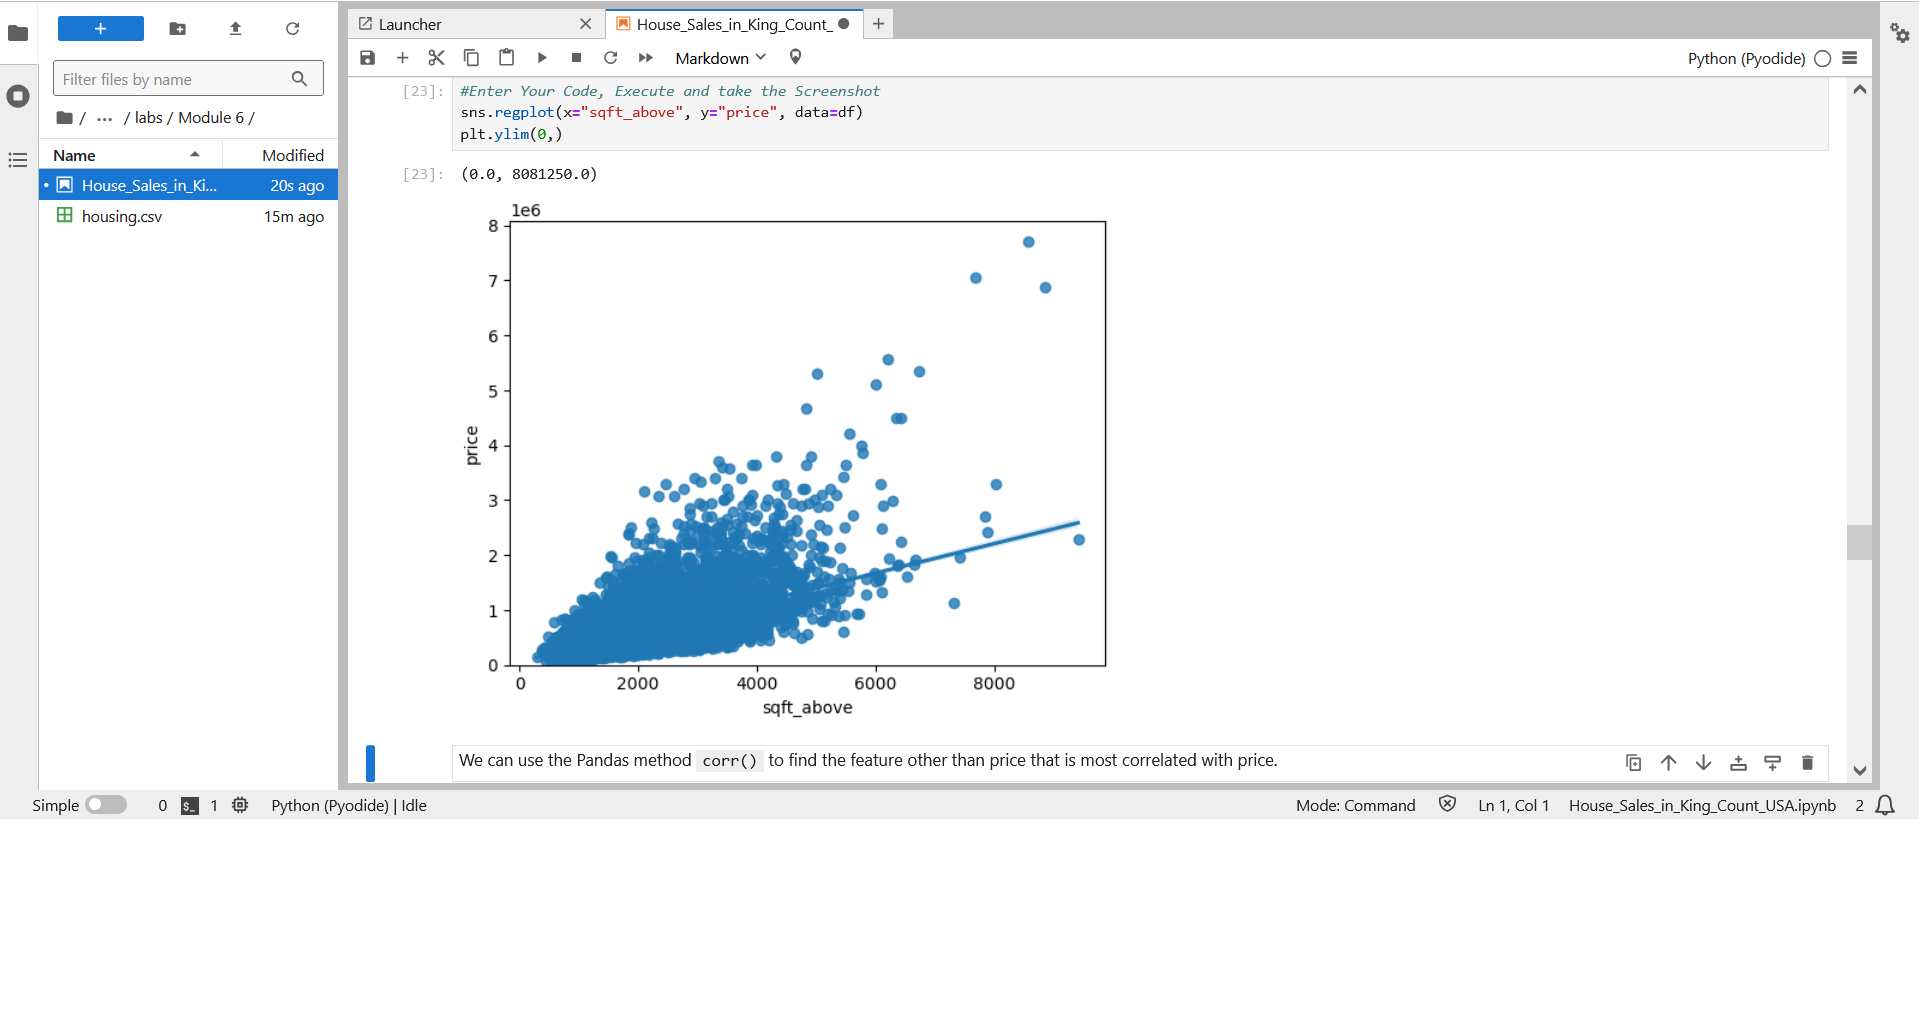 Launcher
House_Sales_in_King_Count_
Filter files by name
Markdown
Python (Pyodide)
/ ... / labs / Module 6 /
Name Modified
House_Sales_in_Ki... 20s ago
housing.csv 15m ago
[23]: #Enter Your Code, Execute and take the Screenshot
sns.regplot(x="sqft_above", y="price", data=df)
plt.ylim(0,)
[23]: (0.0, 8081250.0)
1e6
8
7
6
5
4
3
2
1
0
price
0 2000 4000 6000 8000
sqft_above
We can use the Pandas method corr() to find the feature other than price that is most correlated with price.
Simple 0 $_ 1 Python (Pyodide) | Idle Mode: Command Ln 1, Col 1 House_Sales_in_King_Count_USA.ipynb 2